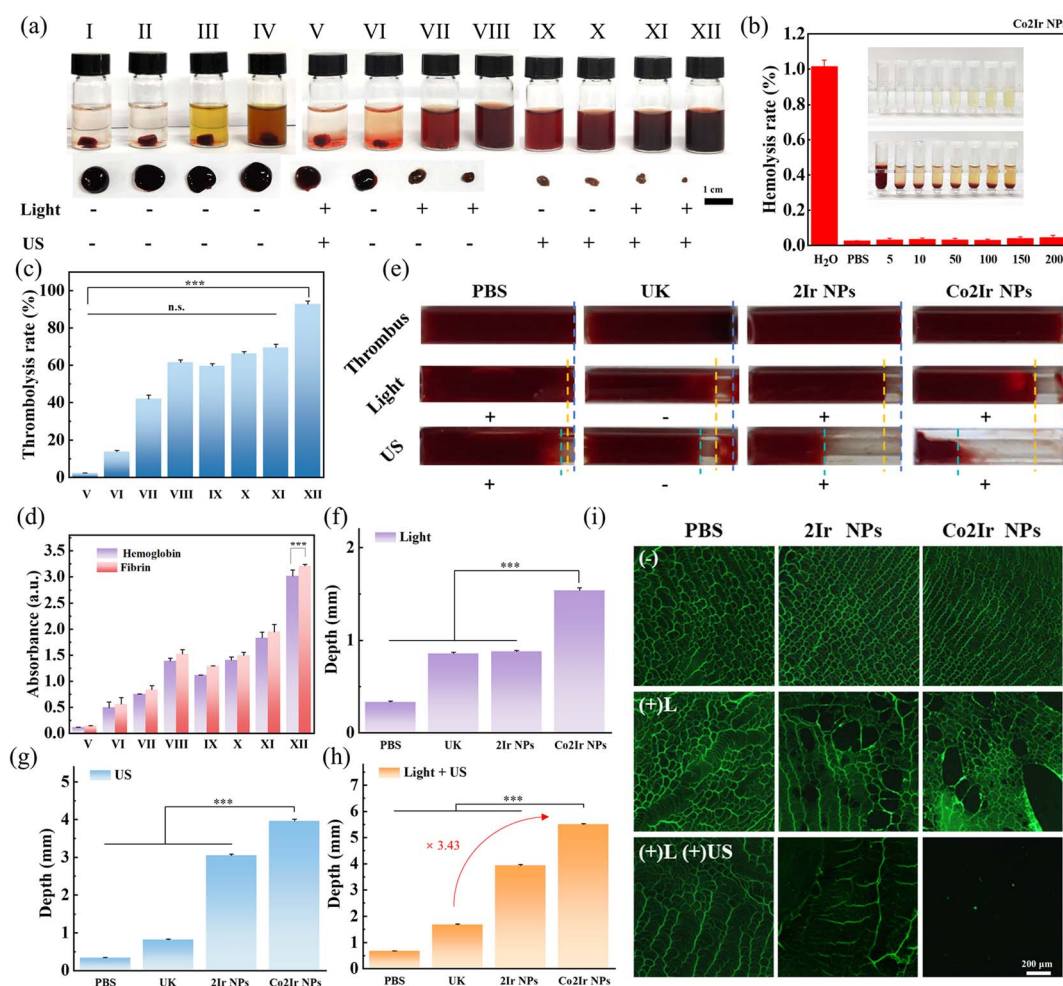 (a)
I II III IV V VI VII VIII IX X XI XII
1 cm
Light - - - - + - + + - - + +
US - - - - + - - - + + + +
(b)
Co2Ir NPs
Hemolysis rate (%)
1.2
1.0
0.8
0.6
0.4
0.2
0.0
H₂O PBS 5 10 50 100 150 200
(c)
Thrombolysis rate (%)
100
80
60
40
20
0
***
n.s.
V VI VII VIII IX X XI XII
(d)
Absorbance (a.u.)
3.5
3.0
2.5
2.0
1.5
1.0
0.5
0.0
Hemoglobin
Fibrin
***
V VI VII VIII IX X XI XII
(e)
PBS UK 2Ir NPs Co2Ir NPs
Thrombus
Light
+ - + +
US
+ - + +
(f)
Light
Depth (mm)
2
1
0
***
PBS UK 2Ir NPs Co2Ir NPs
(g)
US
Depth (mm)
5
4
3
2
1
0
***
PBS UK 2Ir NPs Co2Ir NPs
(h)
Light + US
Depth (mm)
7
6
5
4
3
2
1
0
***
× 3.43
PBS UK 2Ir NPs Co2Ir NPs
(i)
PBS 2Ir NPs Co2Ir NPs
(-)
(+)L
(+)L (+)US
200 μm